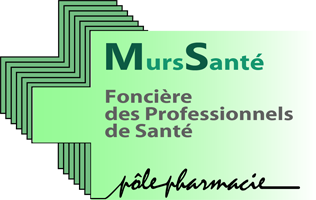 MursSanté
Foncière
des Professionnels
de Santé
pôle pharmacie